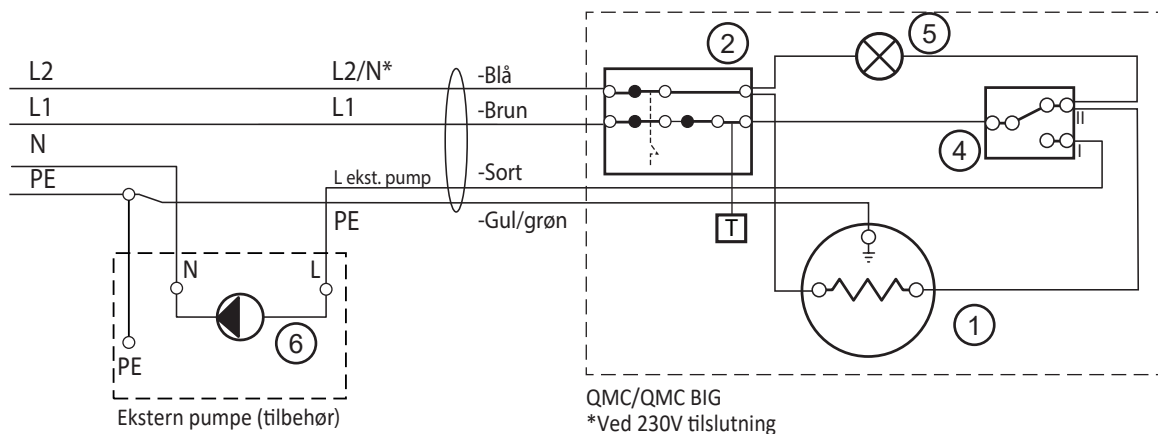 2
5
L2
L2/N*
-Blå
L1
L1
-Brun
N
II
4
I
PE
L ekst. pump
-Sort
PE
-Gul/grøn
T
N
L
6
1
PE
Ekstern pumpe (tilbehør)
QMC/QMC BIG
*Ved 230V tilslutning